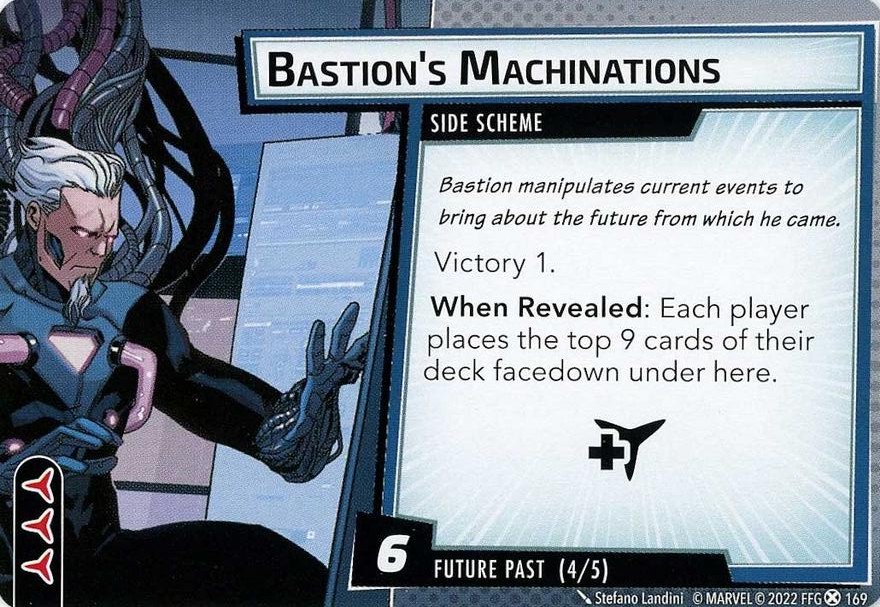 Bastion's Machinations
SIDE SCHEME
Bastion manipulates current events to
bring about the future from which he came.
Victory 1.
When Revealed: Each player
places the top 9 cards of their
deck facedown under here.
6
FUTURE PAST (4/5)
Stefano Landini © MARVEL © 2022 FFG 169